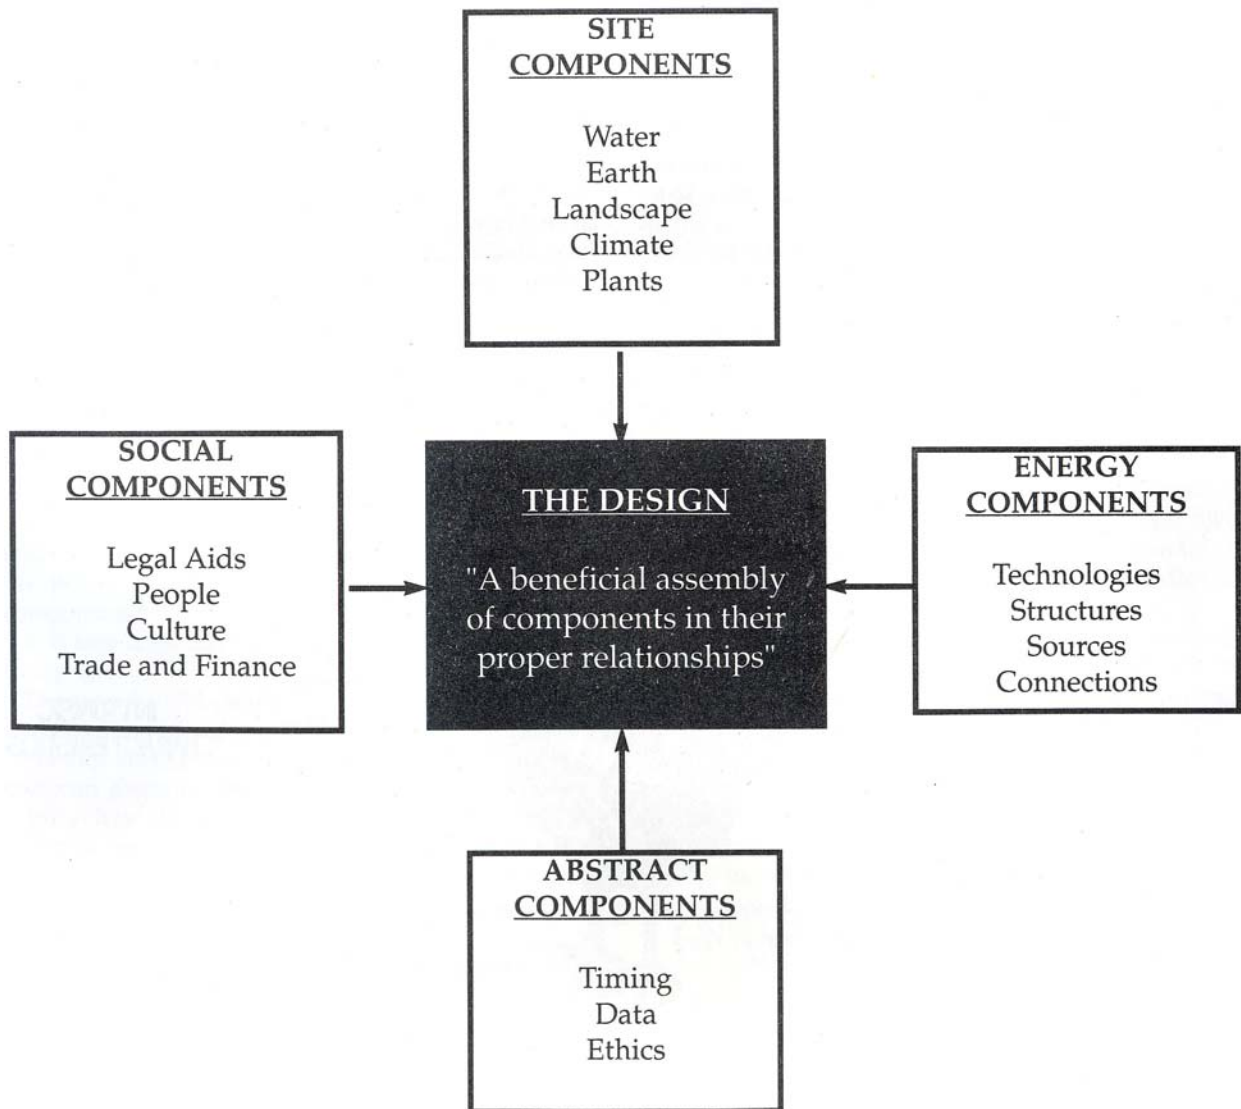 SITE
COMPONENTS
Water
Earth
Landscape
Climate
Plants
SOCIAL
COMPONENTS
Legal Aids
People
Culture
Trade and Finance
THE DESIGN
"A beneficial assembly
of components in their
proper relationships"
ENERGY
COMPONENTS
Technologies
Structures
Sources
Connections
ABSTRACT
COMPONENTS
Timing
Data
Ethics